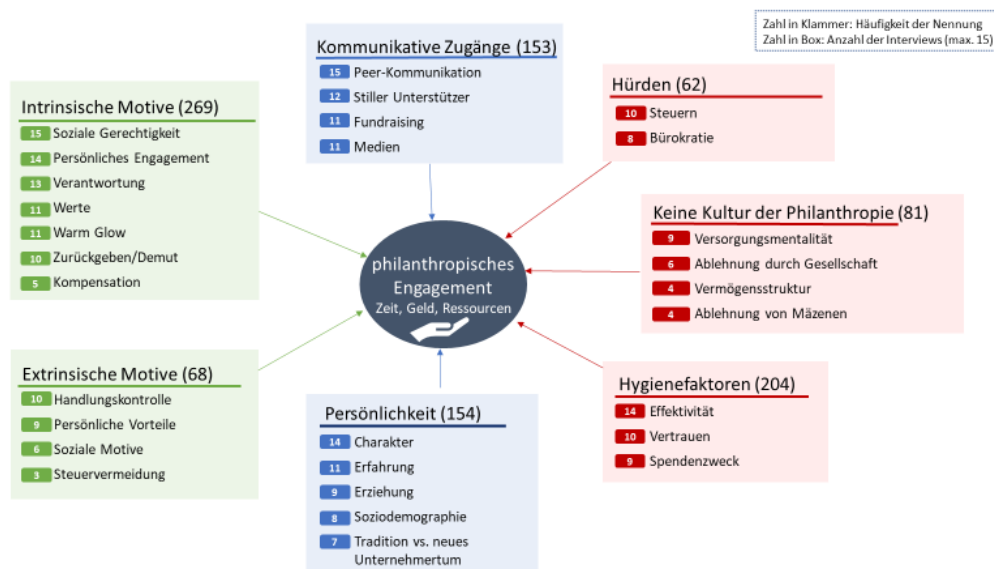 Zahl in Klammer: Häufigkeit der Nennung
Zahl in Box: Anzahl der Interviews (max. 15)
Intrinsische Motive (269)
15 Soziale Gerechtigkeit
14 Persönliches Engagement
13 Verantwortung
11 Werte
11 Warm Glow
10 Zurückgeben/Demut
5 Kompensation
Extrinsische Motive (68)
10 Handlungskontrolle
9 Persönliche Vorteile
6 Soziale Motive
3 Steuervermeidung
Kommunikative Zugänge (153)
15 Peer-Kommunikation
12 Stiller Unterstützer
11 Fundraising
11 Medien
philanthropisches
Engagement
Zeit, Geld, Ressourcen
Persönlichkeit (154)
14 Charakter
11 Erfahrung
9 Erziehung
8 Soziodemographie
7 Tradition vs. neues
Unternehmertum
Hürden (62)
10 Steuern
8 Bürokratie
Keine Kultur der Philanthropie (81)
9 Versorgungsmentalität
6 Ablehnung durch Gesellschaft
4 Vermögensstruktur
4 Ablehnung von Mäzenen
Hygienefaktoren (204)
14 Effektivität
10 Vertrauen
9 Spendenzweck